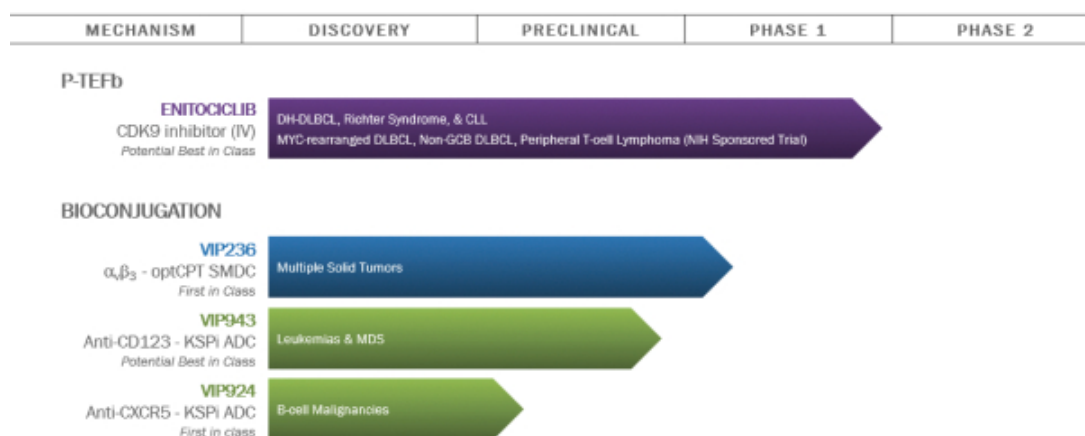 MECHANISM DISCOVERY PRECLINICAL PHASE 1 PHASE 2
P-TEFb
ENITOCICLIB
CDK9 inhibitor (IV)
Potential Best in Class
DH-DLBCL, Richter Syndrome, & CLL
MYC-rearranged DLBCL, Non-GCB DLBCL, Peripheral T-cell Lymphoma (NIH Sponsored Trial)
BIOCONJUGATION
VIP236
αvβ₃ - optCPT SMDC
First in Class
Multiple Solid Tumors
VIP943
Anti-CD123 - KSPi ADC
Potential Best in Class
Leukemias & MDS
VIP924
Anti-CXCR5 - KSPi ADC
First in class
B-cell Malignancies